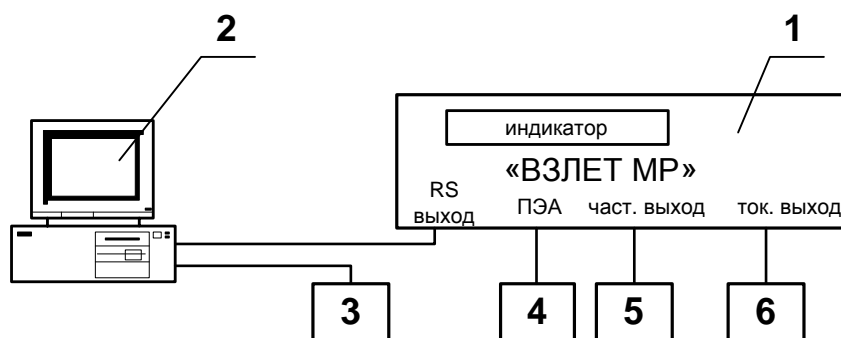 2
1
индикатор
«ВЗЛЕТ МР»
RS
выход
ПЭА
част. выход
ток. выход
3
4
5
6